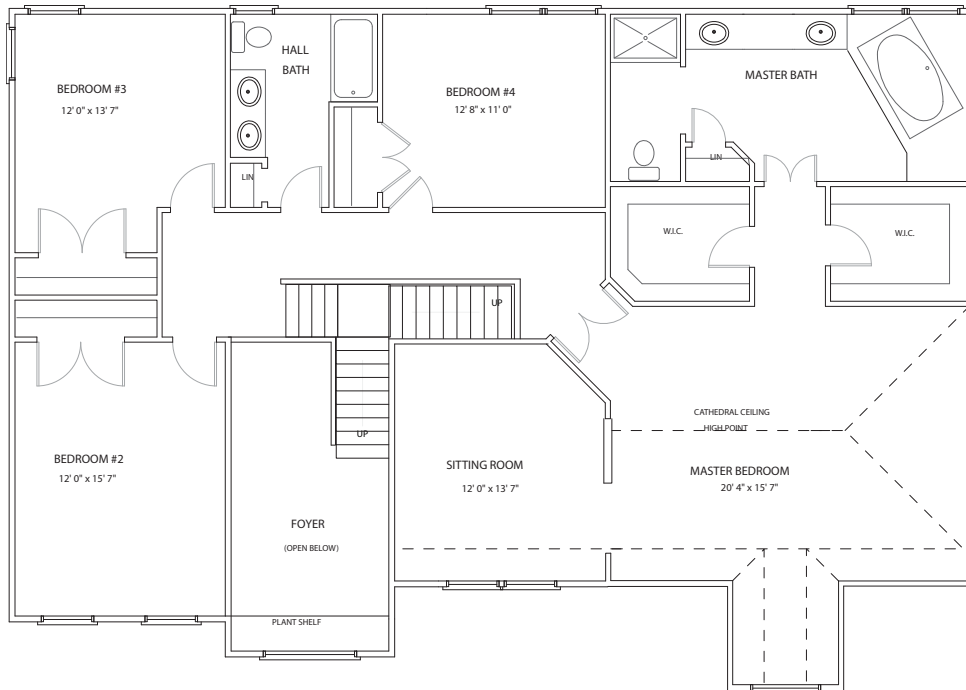 HALL
BATH
MASTER BATH
BEDROOM #3
12' 0" x 13' 7"
BEDROOM #4
12' 8" x 11' 0"
LIN
LIN
W.I.C.
W.I.C.
UP
CATHEDRAL CEILING
HIGH POINT
UP
BEDROOM #2
12' 0" x 15' 7"
SITTING ROOM
12' 0" x 13' 7"
MASTER BEDROOM
20' 4" x 15' 7"
FOYER
(OPEN BELOW)
PLANT SHELF